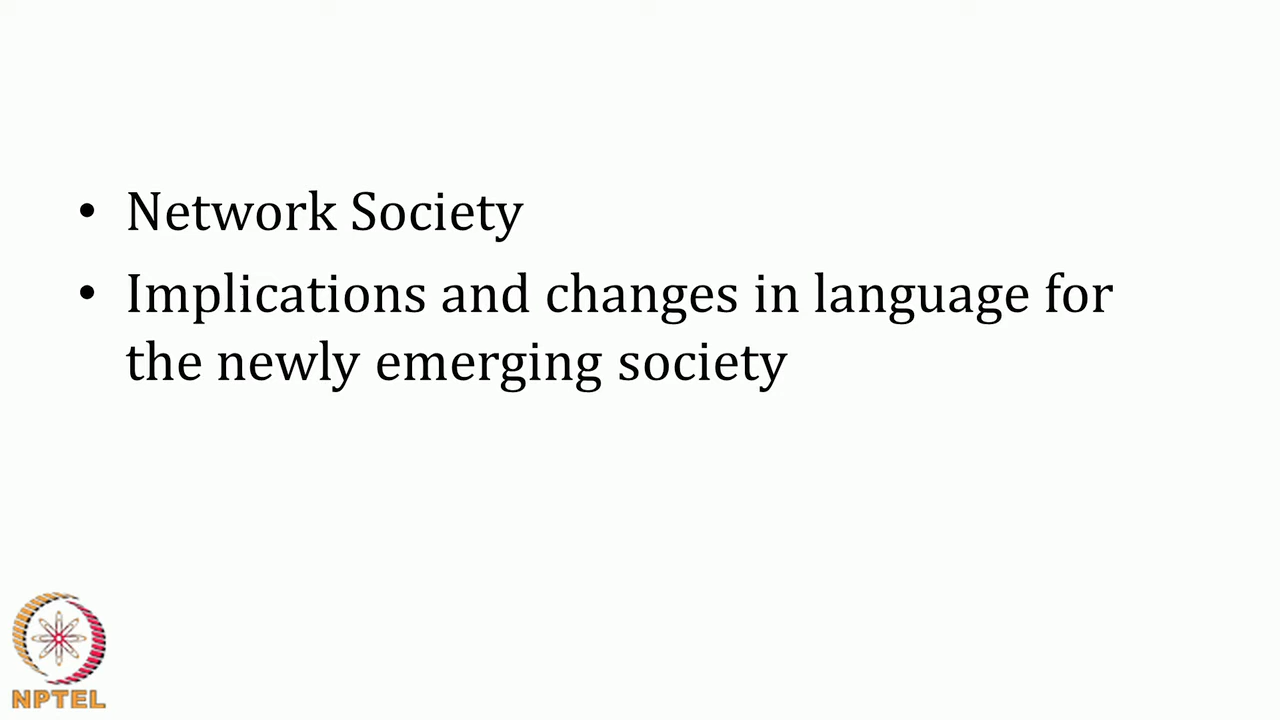 • Network Society
• Implications and changes in language for
the newly emerging society
NPTEL